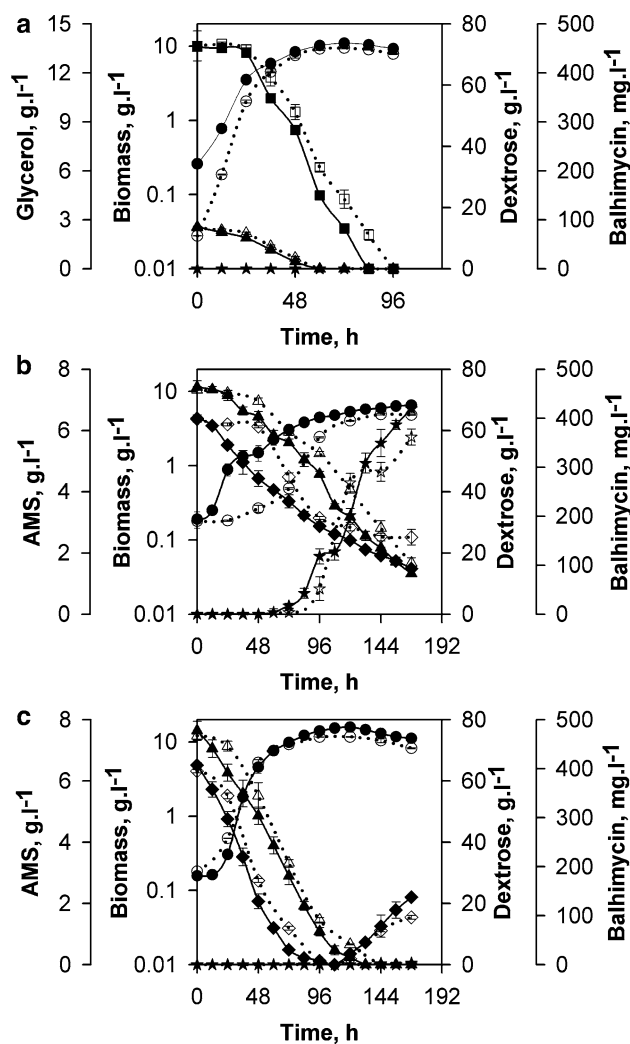 a
Glycerol, g.l⁻¹
15
12
9
6
3
0
Biomass, g.l⁻¹
10
1
0.1
0.01
0 48 96
Time, h
Dextrose, g.l⁻¹
80
60
40
20
0
Balhimycin, mg.l⁻¹
500
400
300
200
100
0
b
AMS, g.l⁻¹
8
6
4
2
0
Biomass, g.l⁻¹
10
1
0.1
0.01
0 48 96 144 192
Time, h
Dextrose, g.l⁻¹
80
60
40
20
0
Balhimycin, mg.l⁻¹
500
400
300
200
100
0
c
AMS, g.l⁻¹
8
6
4
2
0
Biomass, g.l⁻¹
10
1
0.1
0.01
0 48 96 144 192
Time, h
Dextrose, g.l⁻¹
80
60
40
20
0
Balhimycin, mg.l⁻¹
500
400
300
200
100
0